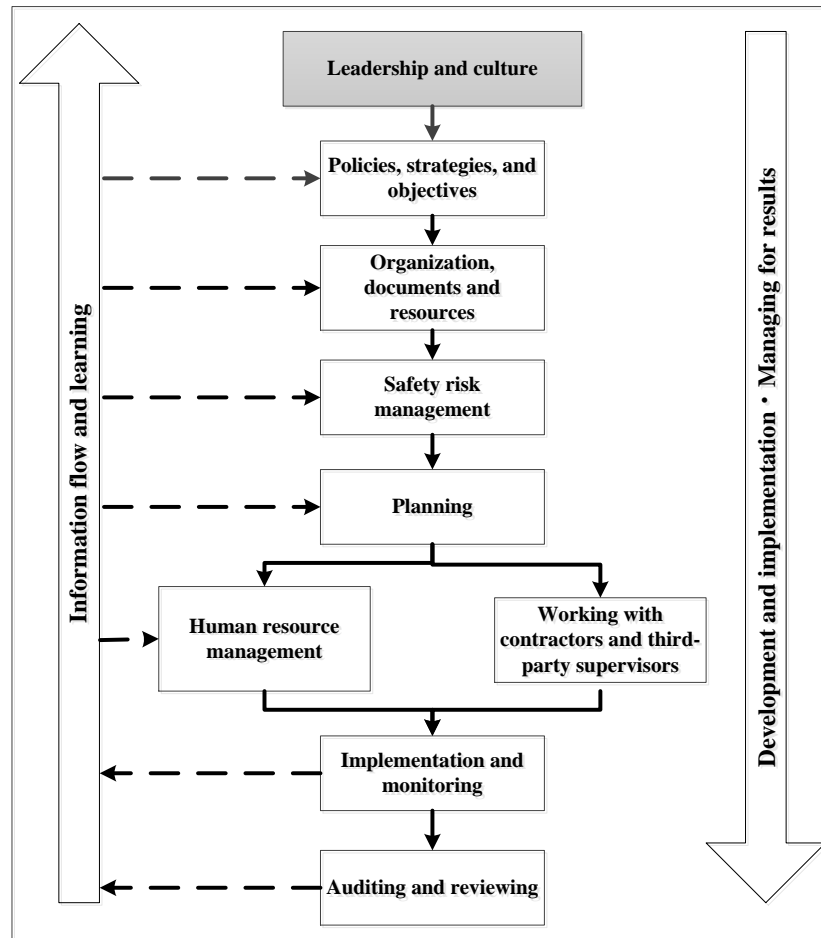 Leadership and culture
Policies, strategies, and
objectives
Organization,
documents and
resources
Safety risk
management
Planning
Human resource
management
Working with
contractors and third-
party supervisors
Implementation and
monitoring
Auditing and reviewing
Information flow and learning
Development and implementation · Managing for results